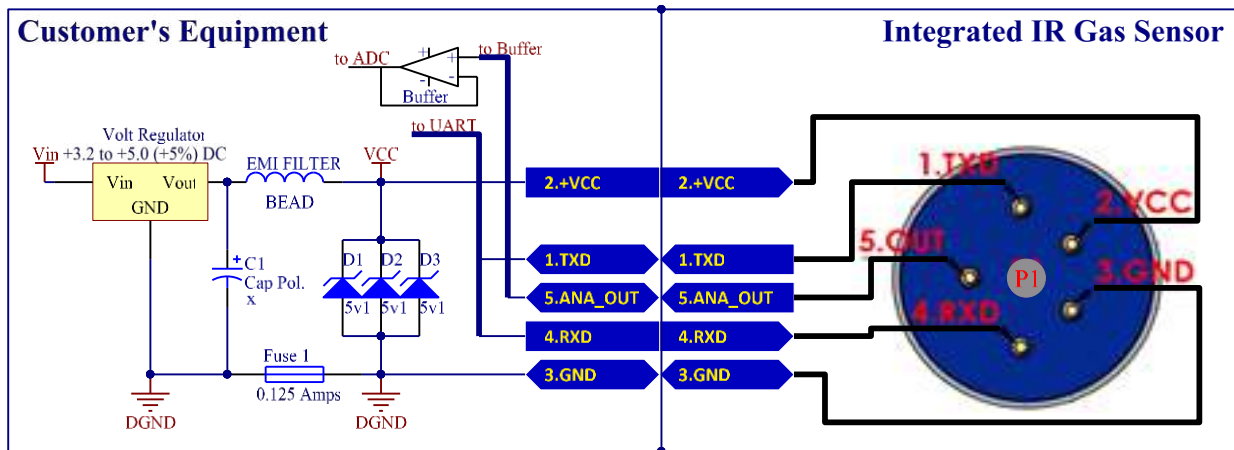 Customer's Equipment
Integrated IR Gas Sensor
to ADC
to Buffer
+
+
-
-
Buffer
to UART
Volt Regulator
Vin
+3.2 to +5.0 (+5%) DC
EMI FILTER
VCC
Vin
Vout
GND
BEAD
2.+VCC
2.+VCC
1.TXD
2.VCC
5.OUT
3.GND
P1
4.RXD
+
C1
Cap Pol.
x
D1
D2
D3
5v1
5v1
5v1
1.TXD
1.TXD
5.ANA_OUT
5.ANA_OUT
4.RXD
4.RXD
Fuse 1
0.125 Amps
3.GND
3.GND
DGND
DGND